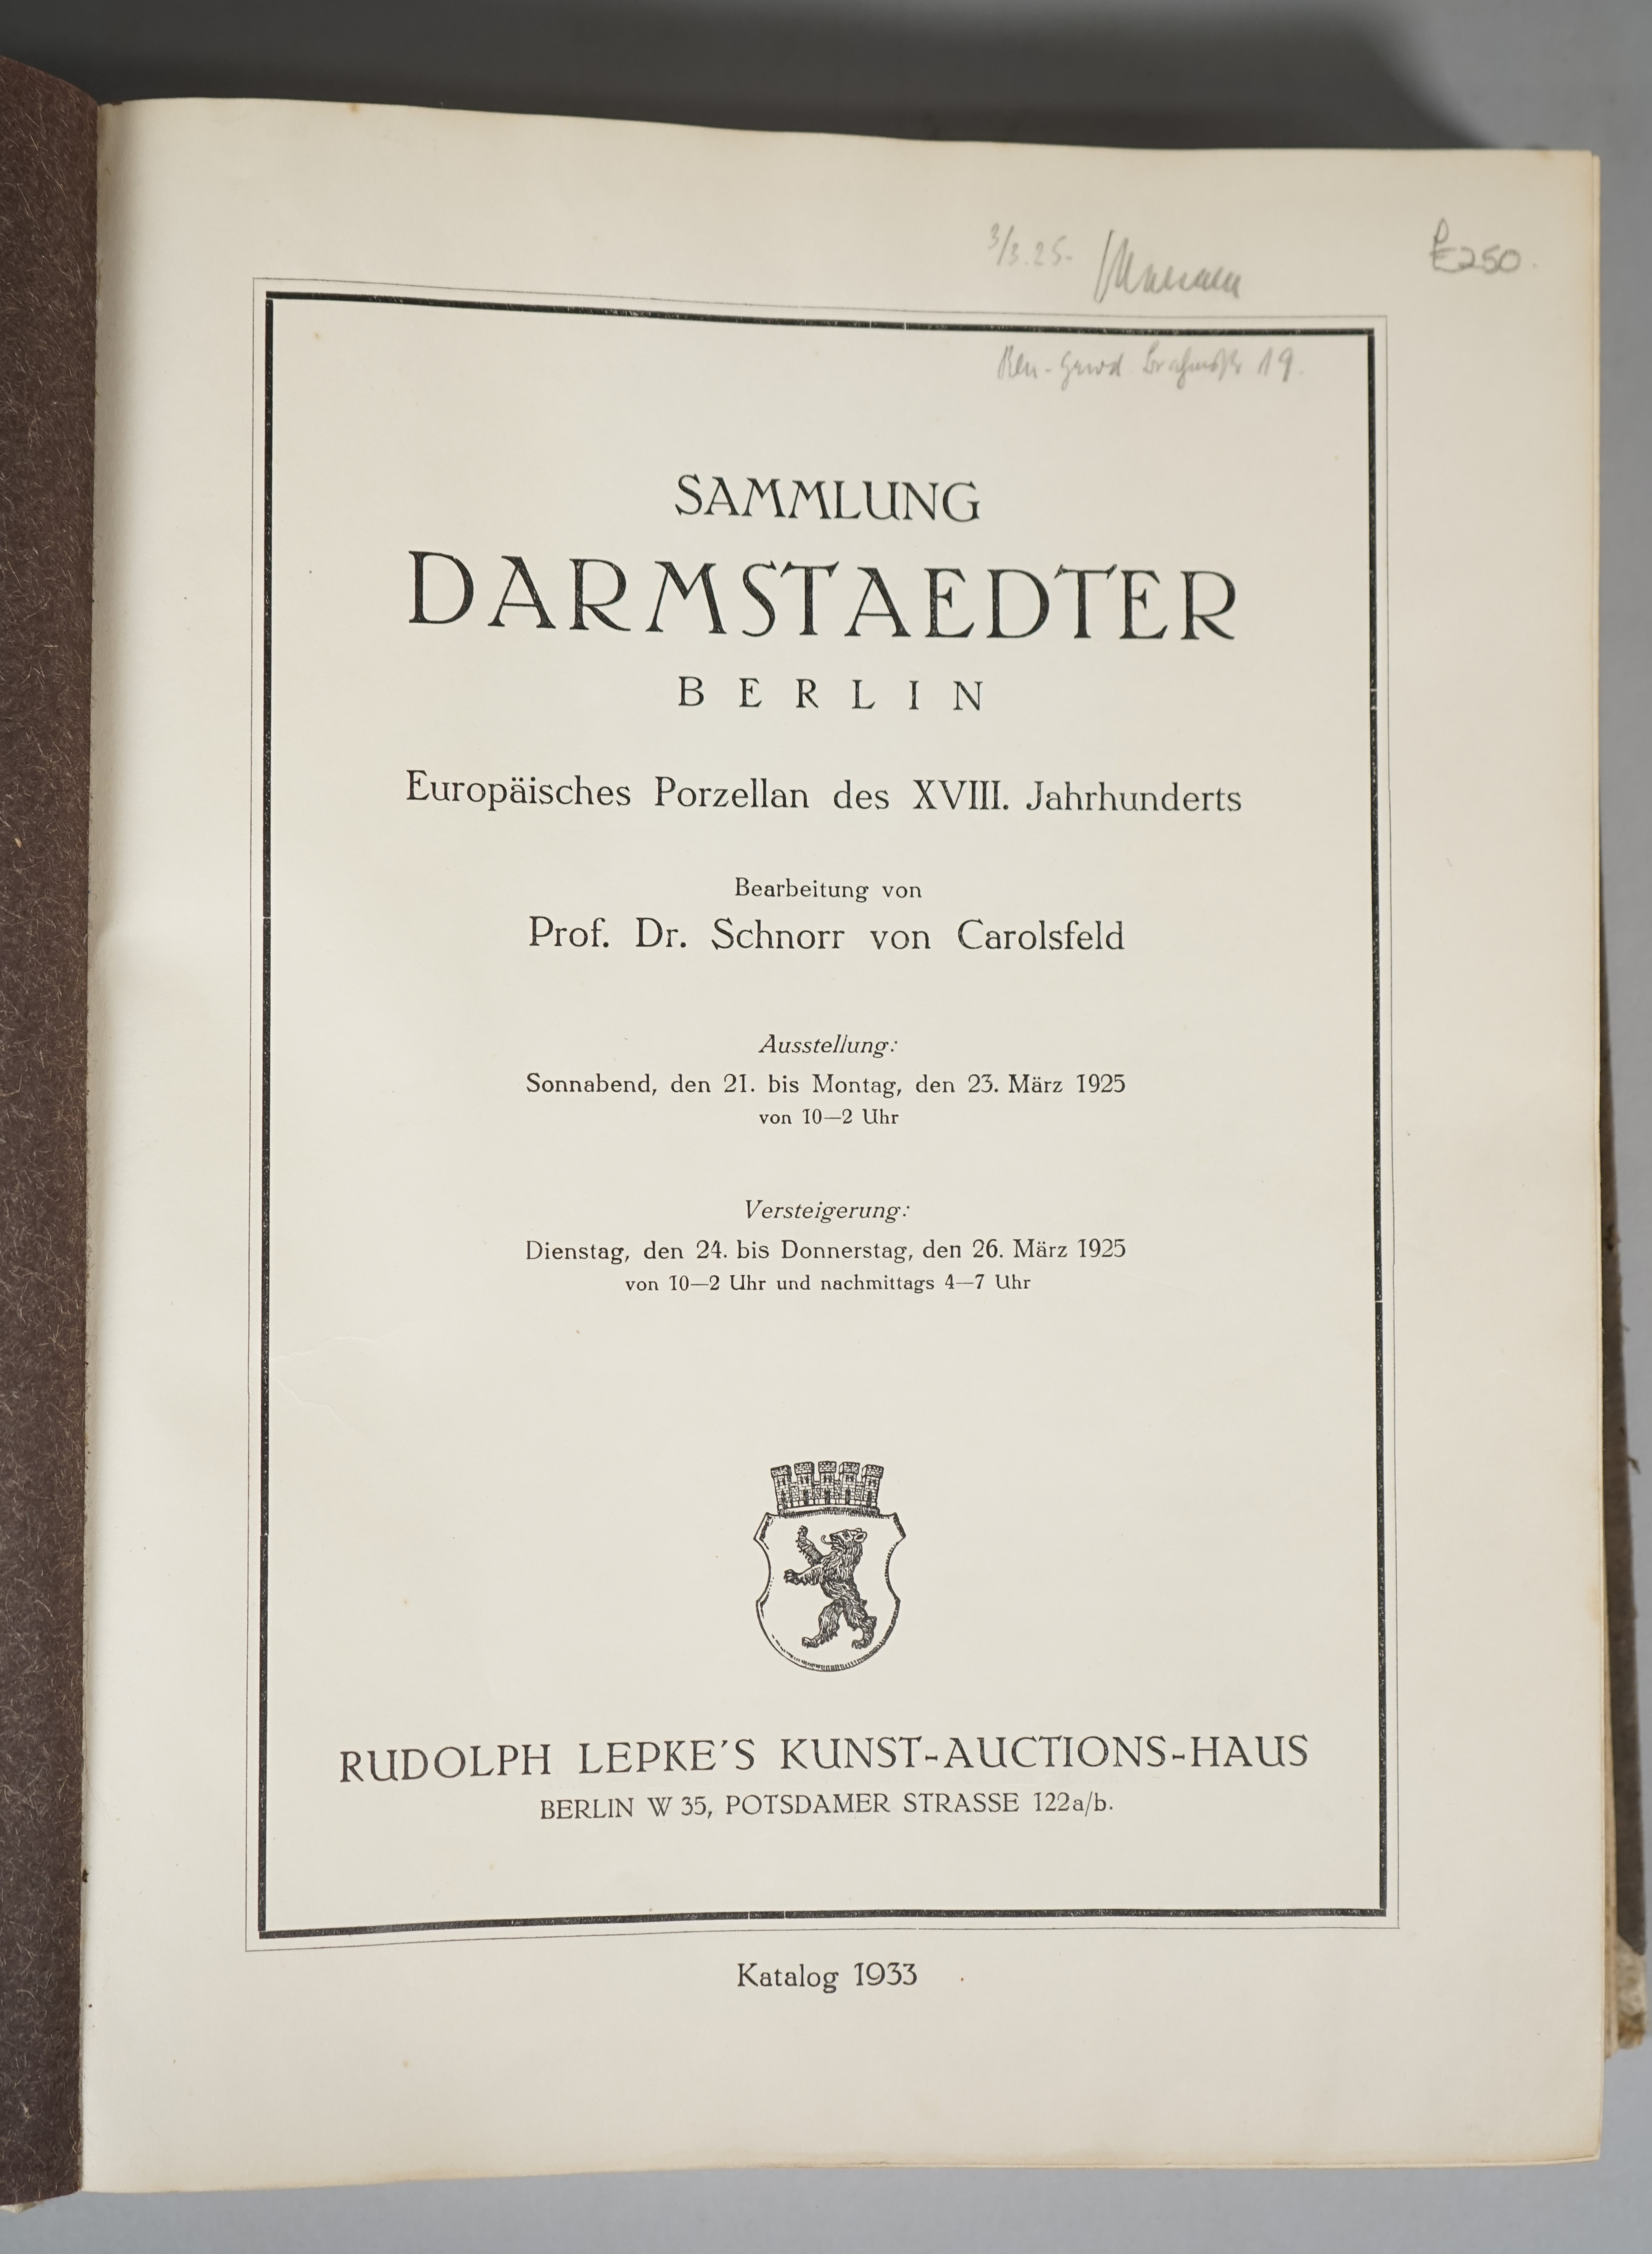 3/3.25.
£250.
19.
SAMMLUNG
DARMSTAEDTER
BERLIN
Europäisches Porzellan des XVIII. Jahrhunderts
Bearbeitung von
Prof. Dr. Schnorr von Carolsfeld
Ausstellung:
Sonnabend, den 21. bis Montag, den 23. März 1925
von 10—2 Uhr
Versteigerung:
Dienstag, den 24. bis Donnerstag, den 26. März 1925
von 10—2 Uhr und nachmittags 4—7 Uhr
RUDOLPH LEPKE'S KUNST-AUCTIONS-HAUS
BERLIN W 35, POTSDAMER STRASSE 122a/b.
Katalog 1933